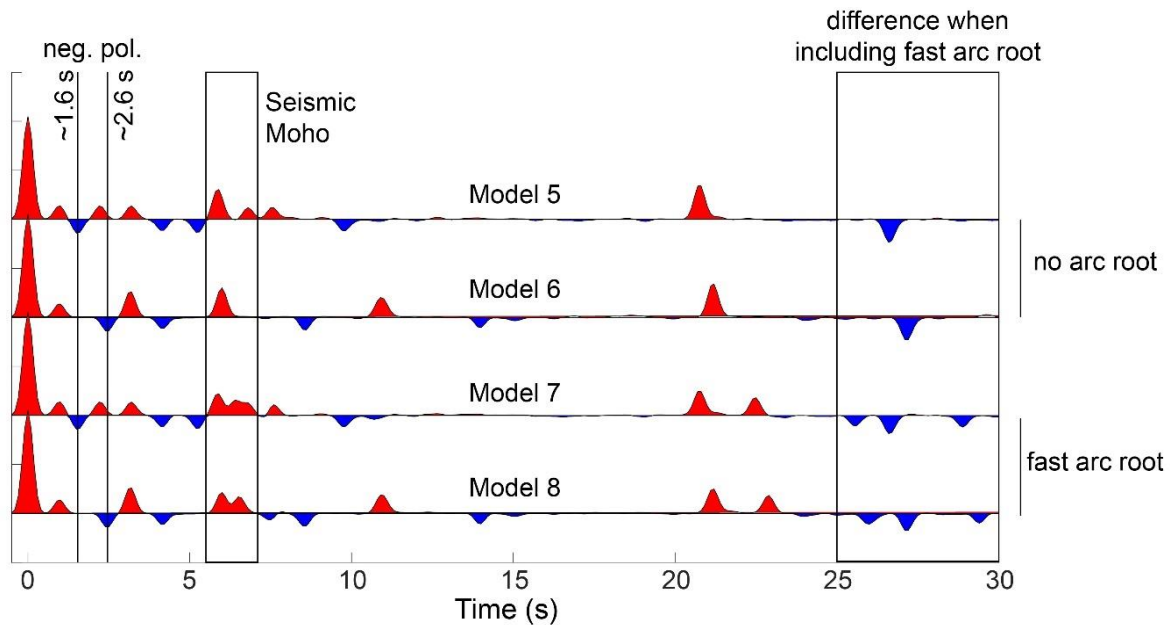 difference when
including fast arc root
neg. pol.
~1.6 s
~2.6 s
Seismic
Moho
Model 5
no arc root
Model 6
Model 7
fast arc root
Model 8
0 5 10 15 20 25 30
Time (s)